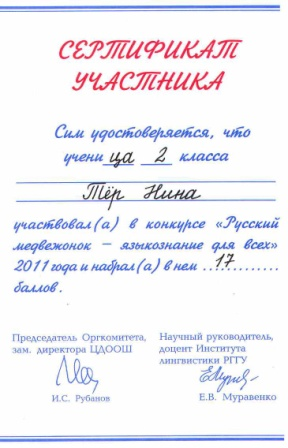 СЕРТИФИКАТ
УЧАСТНИКА
Сим удостоверяется, что
учени ца 2 класса
Тёр Нина
участвовал(а) в конкурсе «Русский
медвежонок – языкознание для всех»
2011 года и набрал(а) в нем ...17......
баллов.
Председатель Оргкомитета,
зам. директора ЦДООШ
И.С. Рубанов
Научный руководитель,
доцент Института
лингвистики РГГУ
Е.В. Муравенко